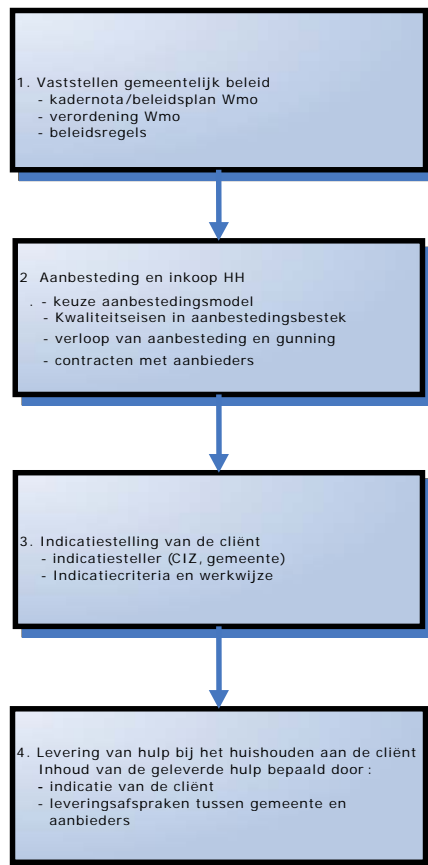 1. Vaststellen gemeentelijk beleid
- kadernota/beleidsplan Wmo
- verordening Wmo
- beleidsregels
2 Aanbesteding en inkoop HH
. - keuze aanbestedingsmodel
- Kwaliteitseisen in aanbestedingsbestek
- verloop van aanbesteding en gunning
- contracten met aanbieders
3. Indicatiestelling van de cliënt
- indicatiesteller (CIZ, gemeente)
- Indicatiecriteria en werkwijze
4. Levering van hulp bij het huishouden aan de cliënt
Inhoud van de geleverde hulp bepaald door :
- indicatie van de cliënt
- leveringsafspraken tussen gemeente en
aanbieders